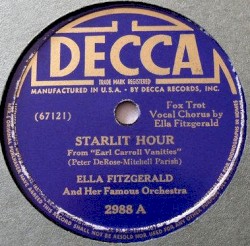 DECCA
TRADE MARK REGISTERED
MANUFACTURED IN U.S.A. BY DECCA RECORDS, INC.
(67121)
Fox Trot
Vocal Chorus by
Ella Fitzgerald
STARLIT HOUR
From "Earl Carroll Vanities"
(Peter DeRose-Mitchell Parish)
ELLA FITZGERALD
And Her Famous Orchestra
2988 A